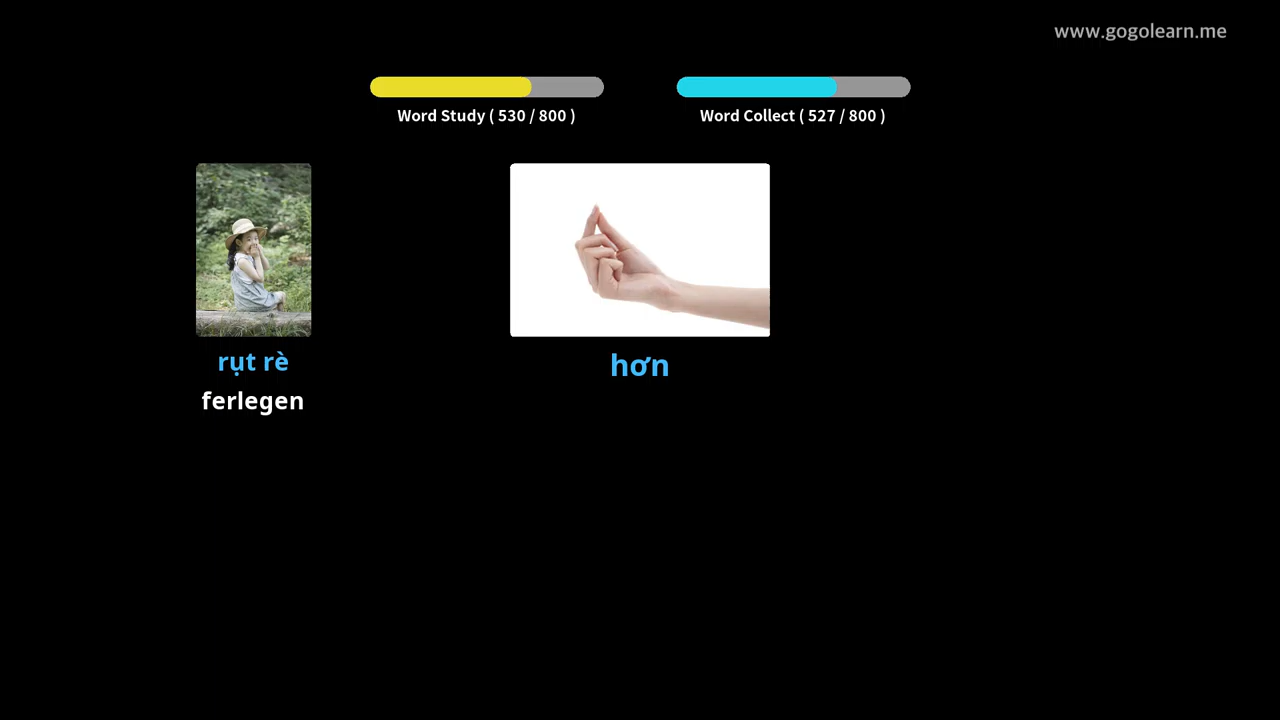 www.gogolearn.me
Word Study ( 530 / 800 )
Word Collect ( 527 / 800 )
rụt rè
ferlegen
hơn